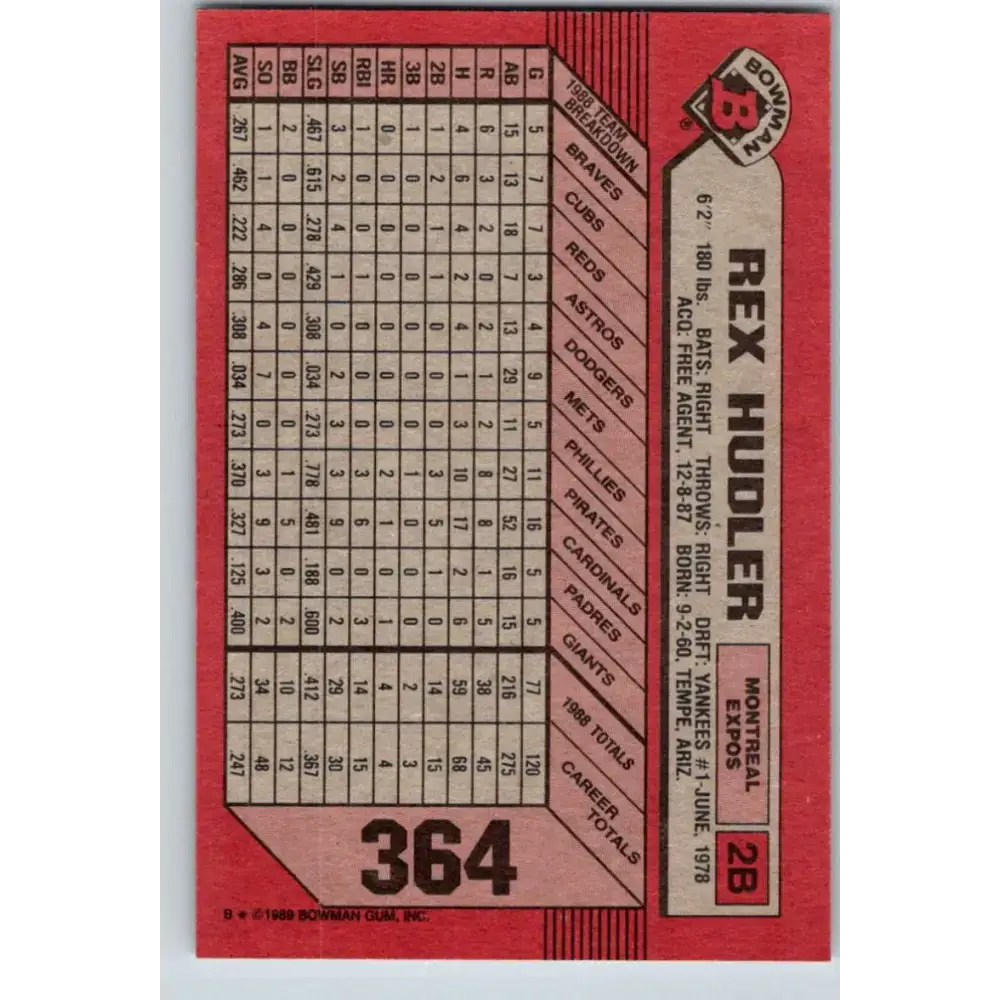 BOWMAN
B®
REX HUDLER
MONTREAL
EXPOS
2B
6'2" 180 lbs. BATS: RIGHT THROWS: RIGHT DRFT: YANKEES #1-JUNE, 1978
ACQ: FREE AGENT, 12-8-87 BORN: 9-2-60, TEMPE, ARIZ.
1988 TEAM
BREAKDOWN
G AB R H 2B 3B HR RBI SB SLG BB SO AVG
BRAVES 5 15 6 4 1 1 0 1 3 .467 2 1 .267
CUBS 7 13 3 6 2 0 0 0 2 .615 0 1 .462
REDS 7 18 2 4 1 0 0 0 4 .278 0 4 .222
ASTROS 3 7 0 2 1 0 0 1 1 .429 0 0 .286
DODGERS 4 13 2 4 0 0 0 0 0 .308 0 4 .308
METS 9 29 1 1 0 0 0 0 2 .034 0 7 .034
PHILLIES 5 11 2 3 0 0 0 0 3 .273 0 0 .273
PIRATES 11 27 8 10 3 1 2 3 3 .778 1 3 .370
CARDINALS 16 52 8 17 5 0 1 6 9 .481 5 9 .327
PADRES 5 16 1 2 1 0 0 0 1 .188 0 3 .125
GIANTS 5 15 5 6 0 0 1 3 2 .600 2 2 .400
1988 TOTALS 77 216 38 59 14 2 4 14 29 .412 10 34 .273
CAREER TOTALS 120 275 45 68 15 3 4 15 30 .367 12 48 .247
364
B * ©1989 BOWMAN GUM, INC.